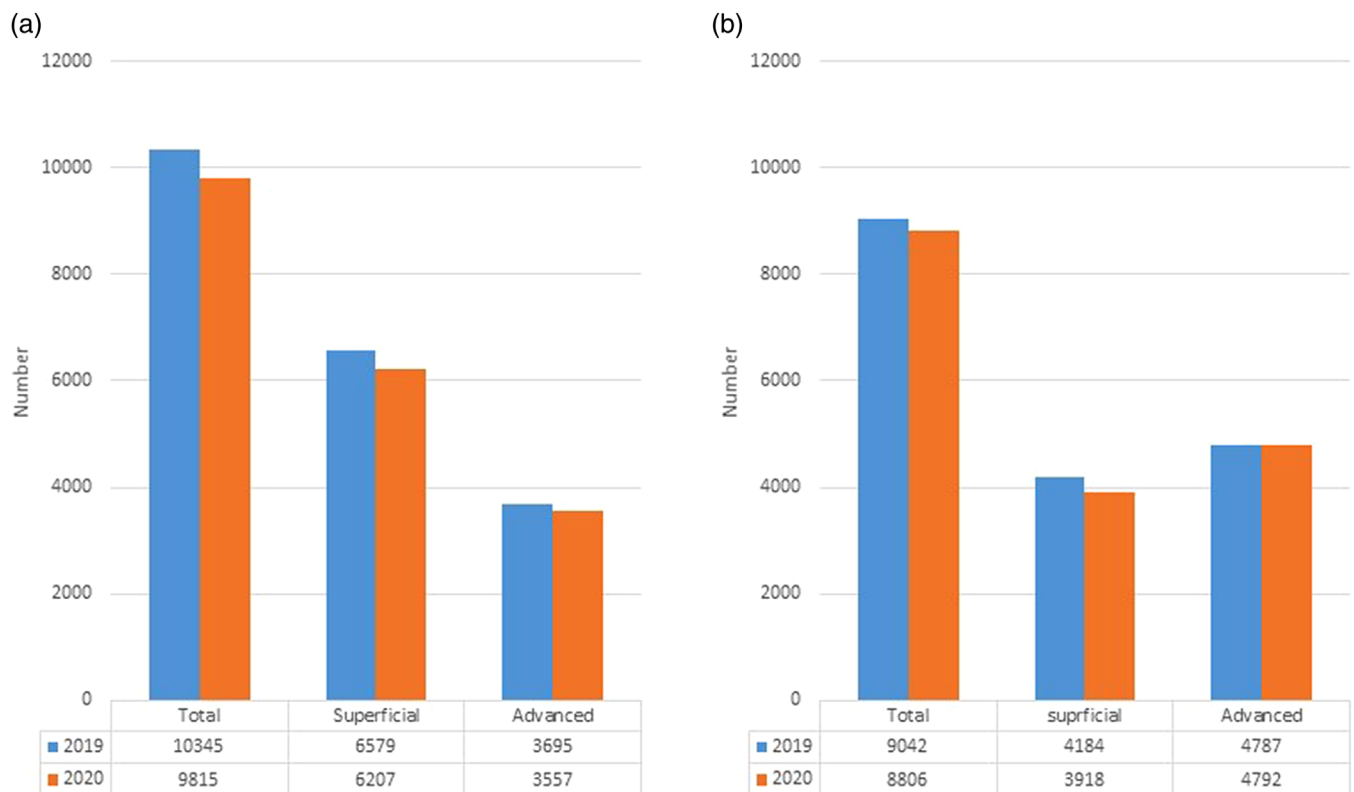 (a)
12000
10000
8000
6000
4000
2000
0
Number
Total Superficial Advanced
2019 10345 6579 3695
2020 9815 6207 3557
(b)
12000
10000
8000
6000
4000
2000
0
Number
Total suprficial Advanced
2019 9042 4184 4787
2020 8806 3918 4792